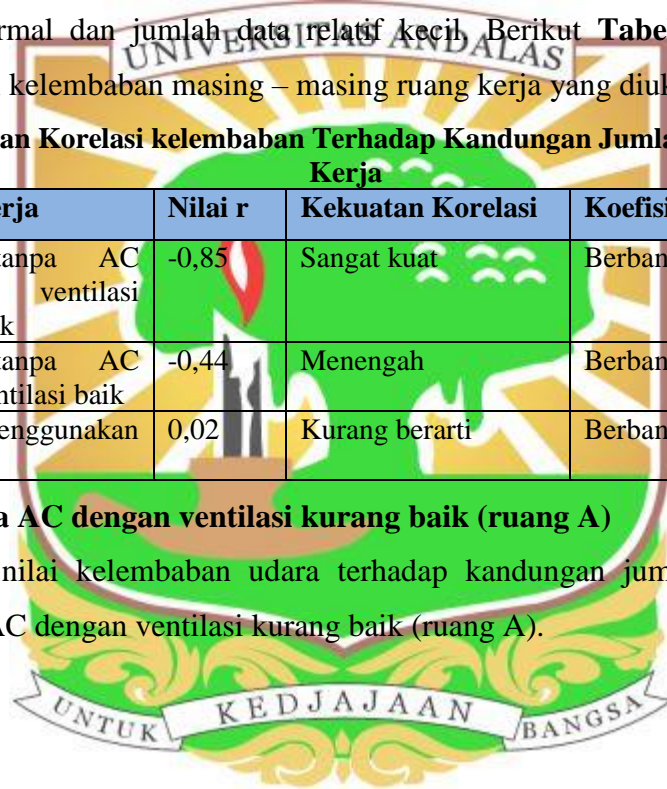 rmal dan jumlah data relatif kecil. Berikut Tabe
UNIVERSITAS ANDALAS
kelembaban masing – masing ruang kerja yang diuk
an Korelasi kelembaban Terhadap Kandungan Jumla
Kerja
erja Nilai r Kekuatan Korelasi Koefisi
tanpa AC -0,85 Sangat kuat Berban
ventilasi
k
tanpa AC -0,44 Menengah Berban
ntilasi baik
enggunakan 0,02 Kurang berarti Berban
a AC dengan ventilasi kurang baik (ruang A)
nilai kelembaban udara terhadap kandungan jum
AC dengan ventilasi kurang baik (ruang A).
UNTUK KEDJAJAAN BANGSA